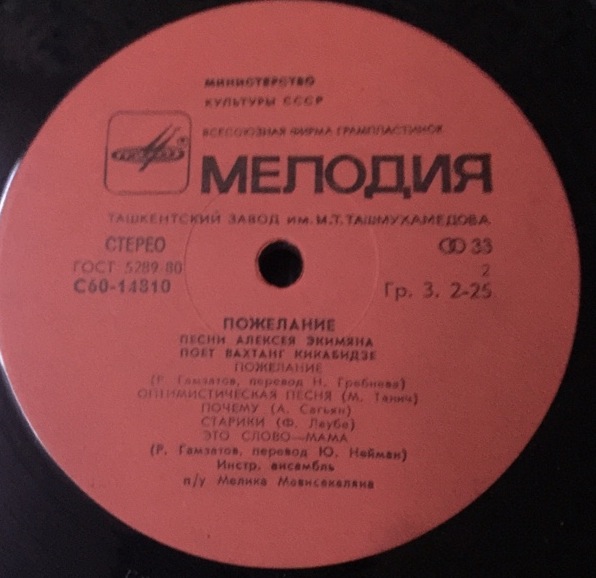 МИНИСТЕРСТВО
КУЛЬТУРЫ СССР
ВСЕСОЮЗНАЯ ФИРМА ГРАМПЛАСТИНОК
МЕЛОДИЯ
ТАШКЕНТСКИЙ ЗАВОД им. М.Т. ТАШМУХАМЕДОВА
СТЕРЕО 33
ГОСТ 5289-80 2
С60-14810 Гр. 3. 2-25
ПОЖЕЛАНИЕ
ПЕСНИ АЛЕКСЕЯ ЭКИМЯНА
ПОЕТ ВАХТАНГ КИКАБИДЗЕ
ПОЖЕЛАНИЕ
(Р. Гамзатов, перевод Н. Гребнева)
ОПТИМИСТИЧЕСКАЯ ПЕСНЯ (М. Танич)
ПОЧЕМУ (А. Сагьян)
СТАРИКИ (Ф. Лаубе)
ЭТО СЛОВО—МАМА
(Р. Гамзатов, перевод Ю. Нейман)
Инстр. ансамбль
п/у Мелика Мависакаляна